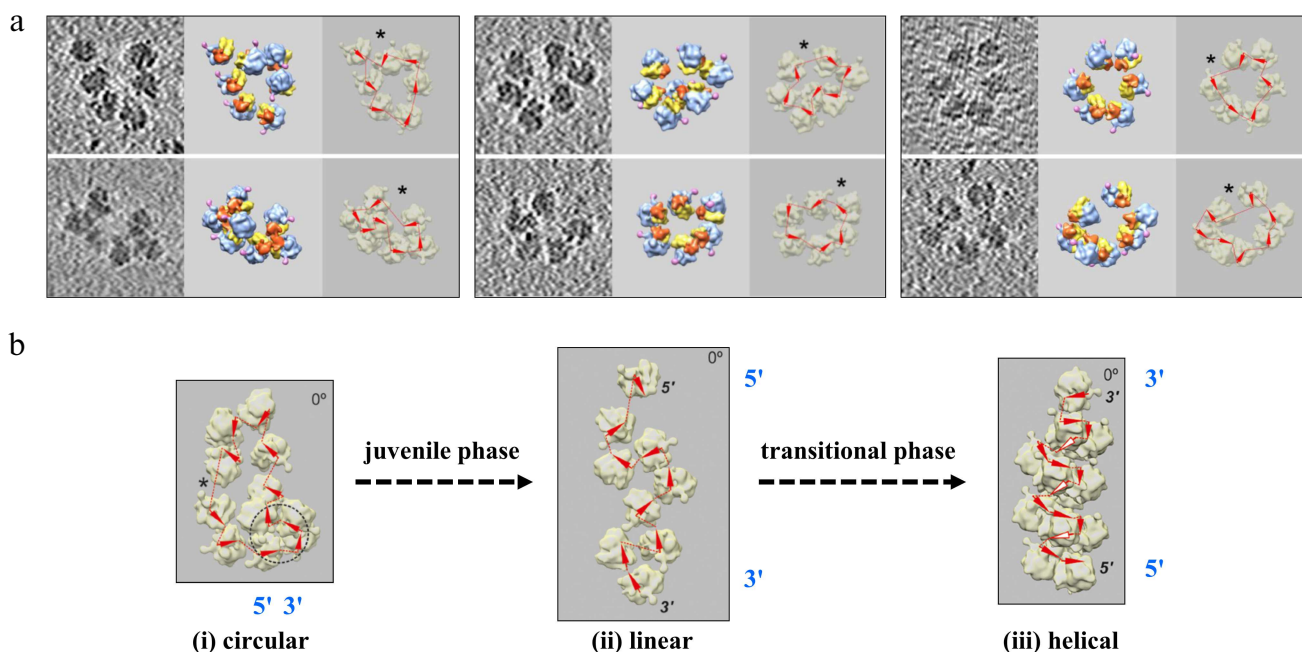 a
*
*
*
*
*
*
b
0°
*
5' 3'
(i) circular
juvenile phase
0°
5'
3'
5'
3'
(ii) linear
transitional phase
0°
3'
5'
3'
5'
(iii) helical